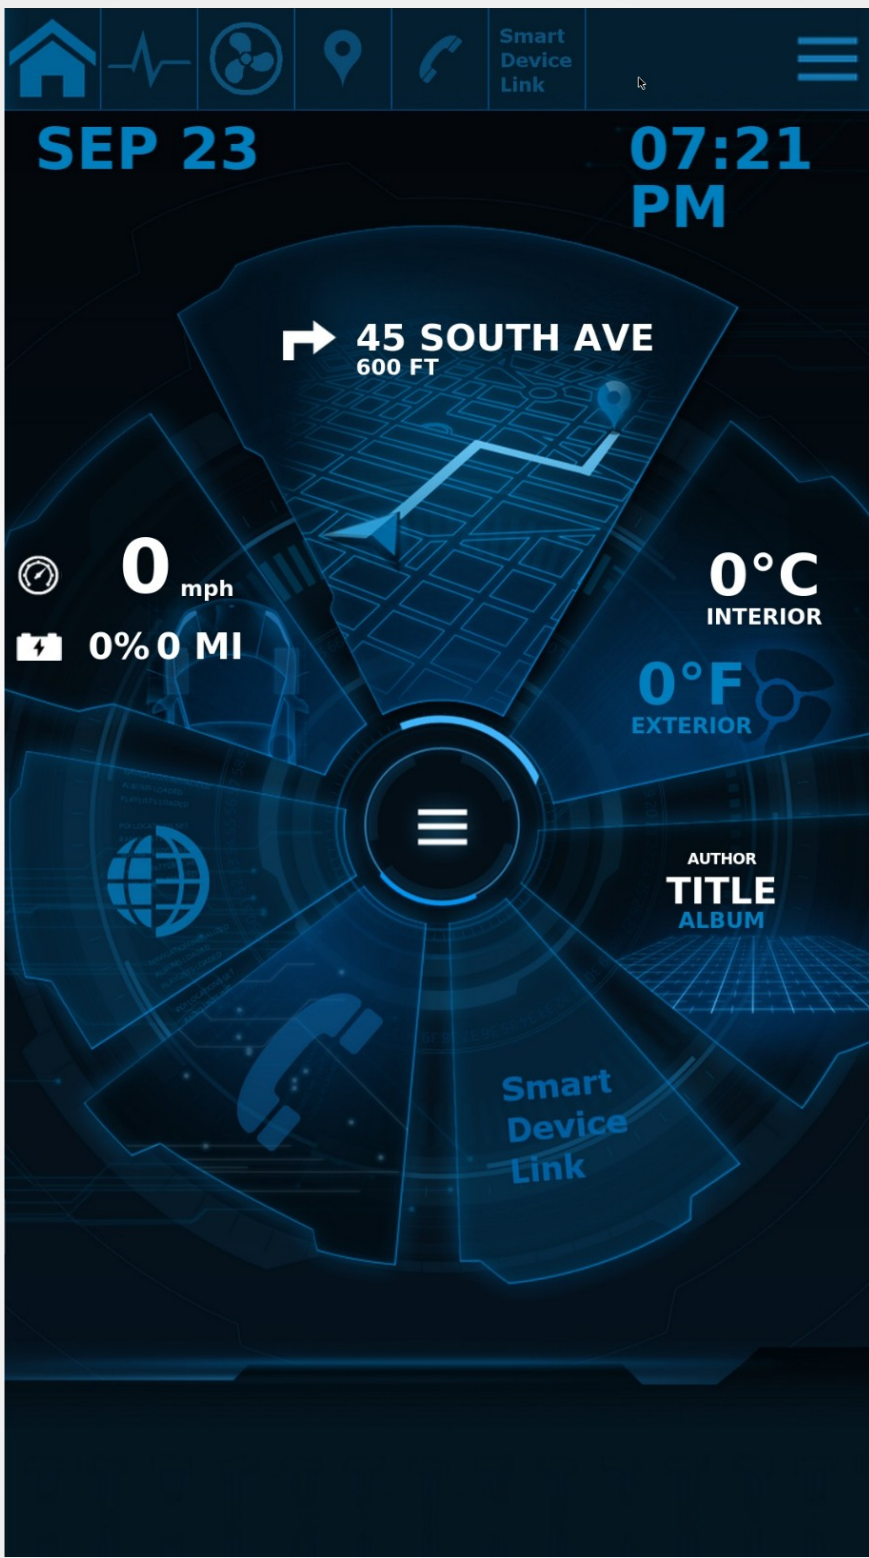 Smart
Device
Link
SEP 23
07:21
PM
45 SOUTH AVE
600 FT
0 mph
0% 0 MI
0°C
INTERIOR
0°F
EXTERIOR
AUTHOR
TITLE
ALBUM
Smart
Device
Link